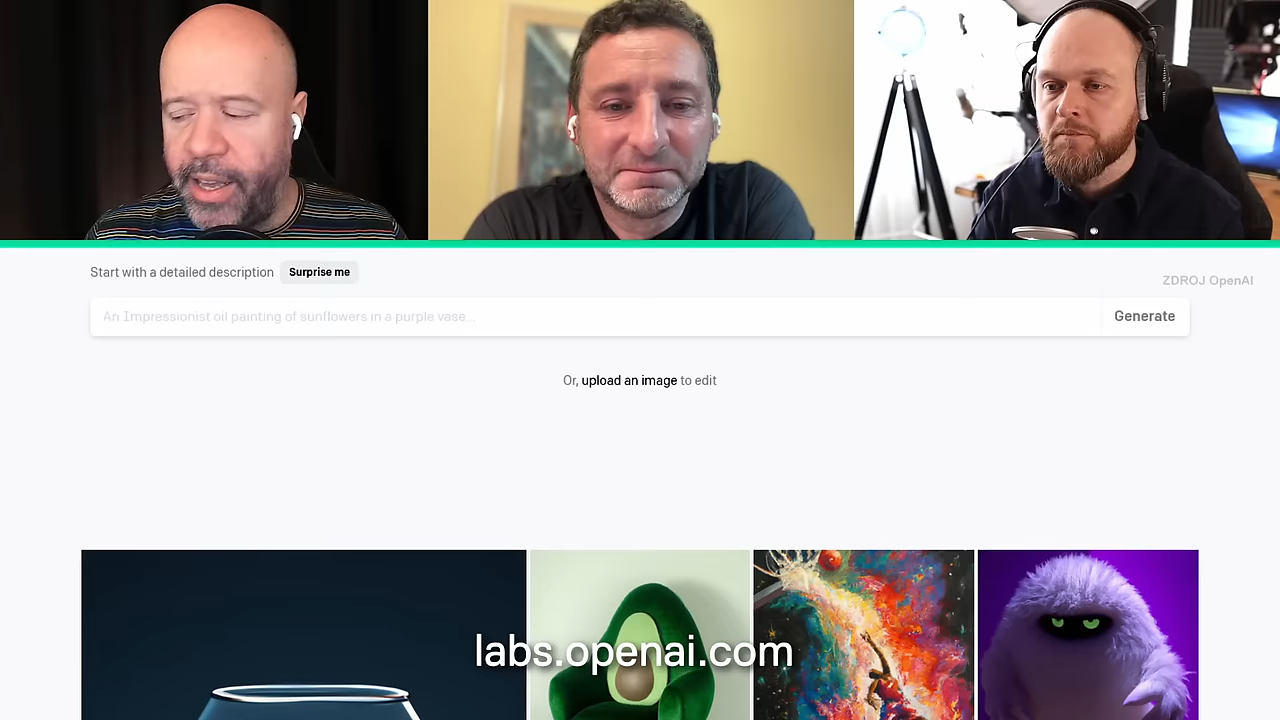 Start with a detailed description Surprise me
ZDROJ OpenAI
An Impressionist oil painting of sunflowers in a purple vase...
Generate
Or, upload an image to edit
labs.openai.com